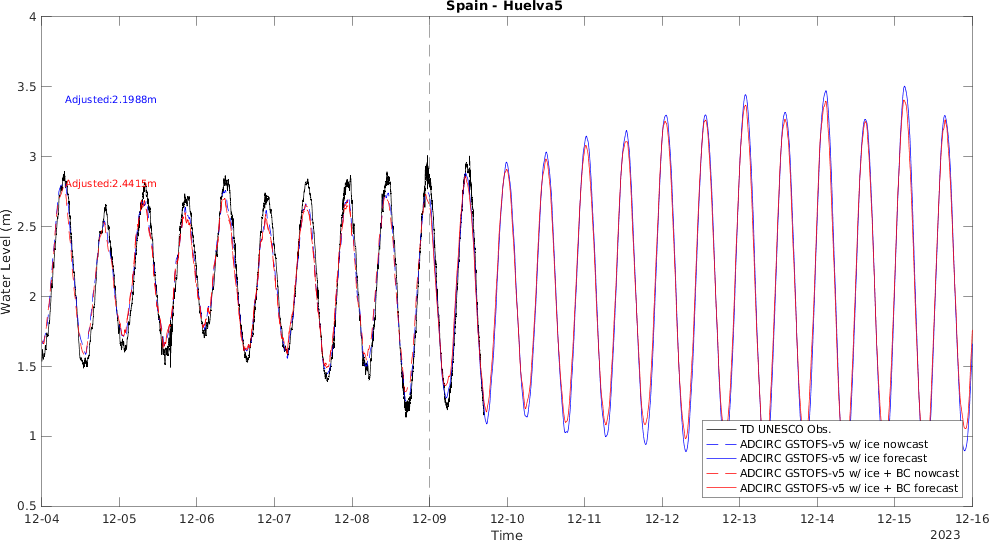 Spain - Huelva5
4
3.5
3
2.5
2
1.5
1
0.5
Water Level (m)
Adjusted:2.1988m
Adjusted:2.4415m
TD UNESCO Obs.
ADCIRC GSTOFS-v5 w/ ice nowcast
ADCIRC GSTOFS-v5 w/ ice forecast
ADCIRC GSTOFS-v5 w/ ice + BC nowcast
ADCIRC GSTOFS-v5 w/ ice + BC forecast
12-04 12-05 12-06 12-07 12-08 12-09 12-10 12-11 12-12 12-13 12-14 12-15 12-16
Time
2023